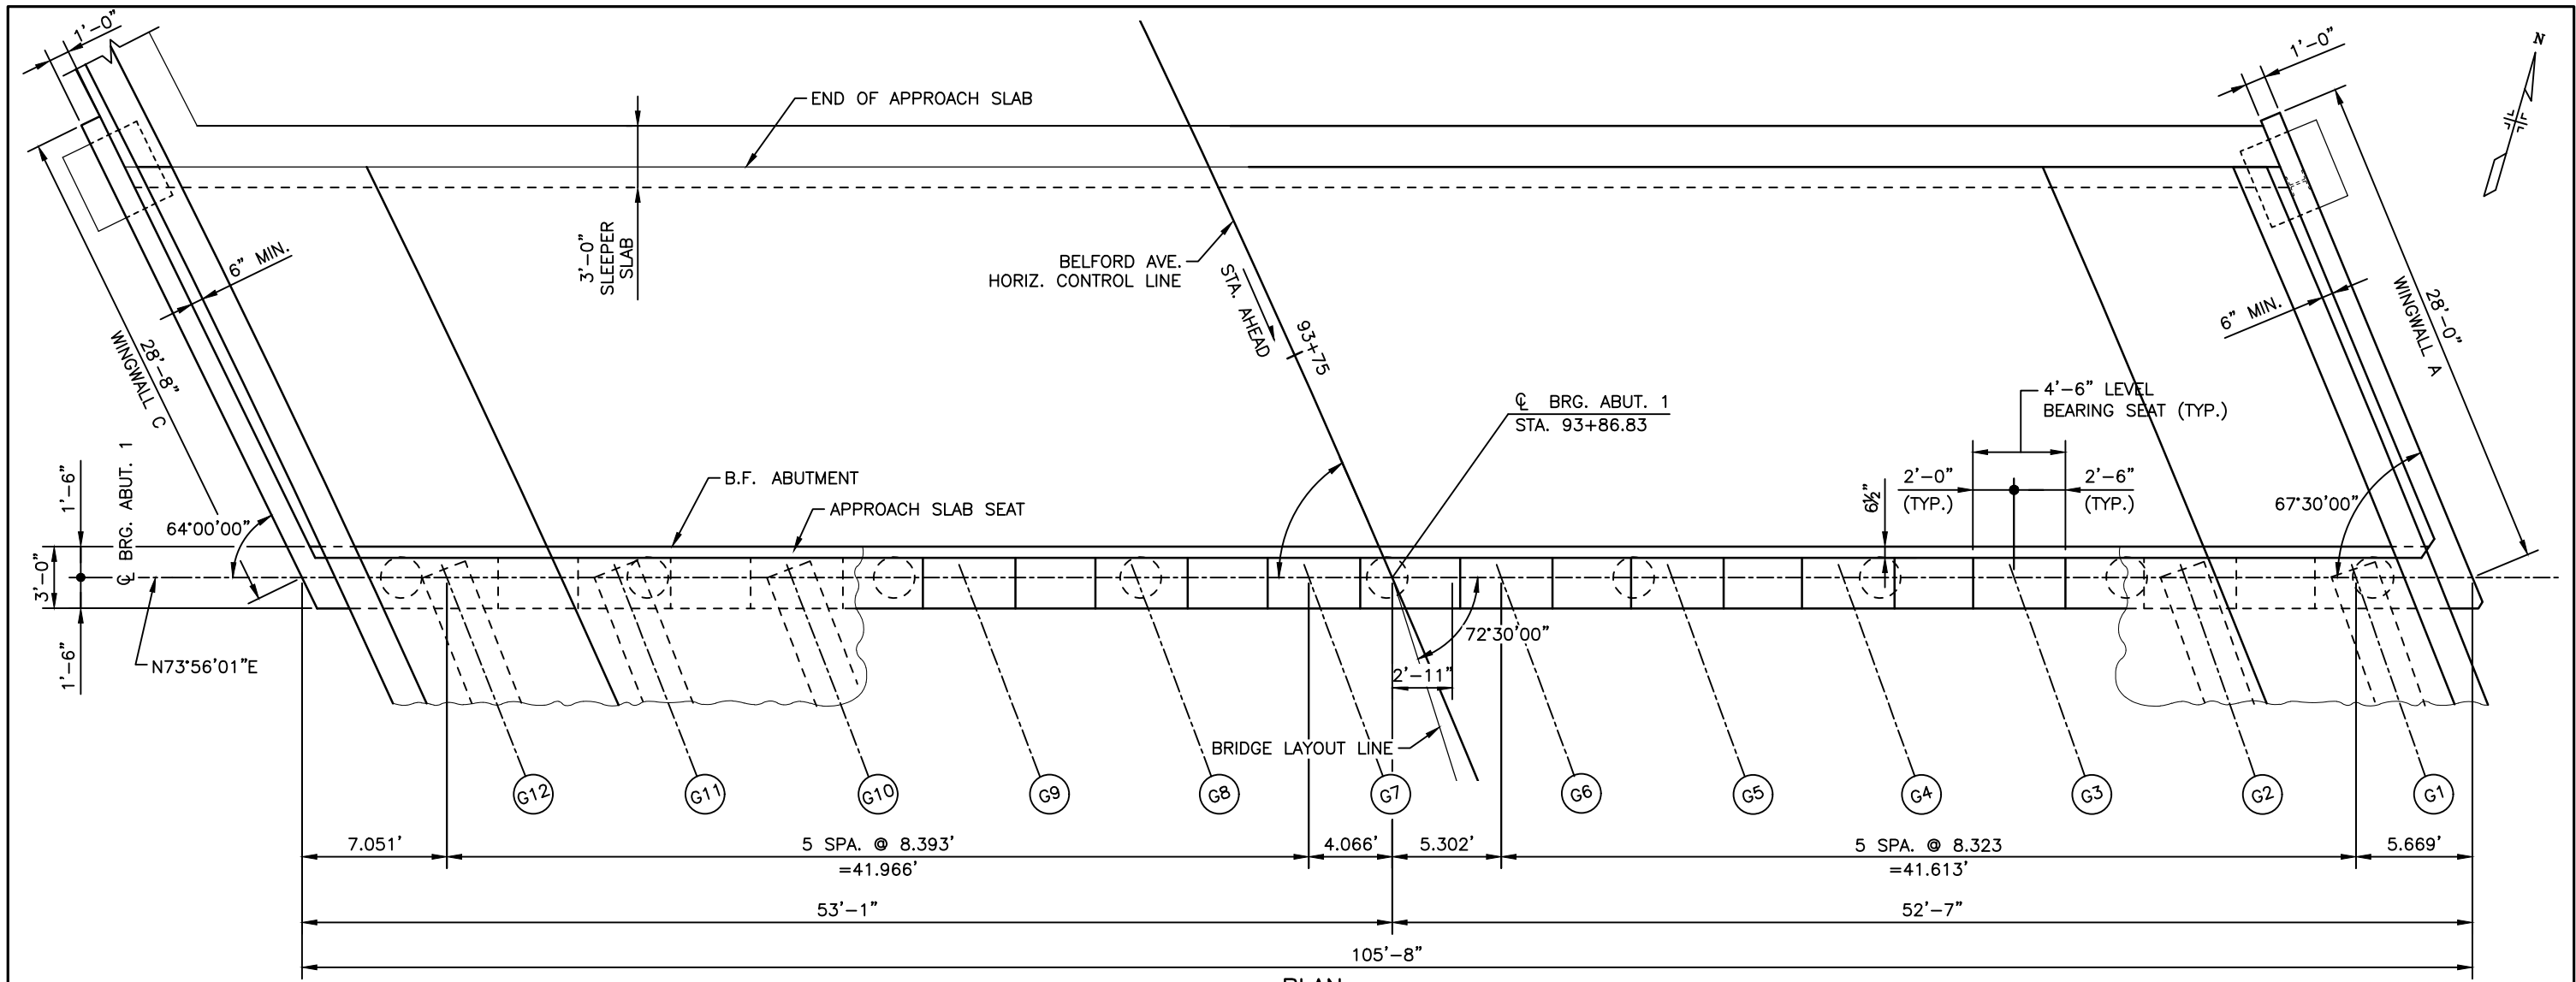 1'-0"
1'-0"
N
END OF APPROACH SLAB
3'-0"
SLEEPER
SLAB
BELFORD AVE.
HORIZ. CONTROL LINE
STA. AHEAD
93+75
6" MIN.
6" MIN.
28'-8"
WINGWALL C
28'-0"
WINGWALL A
℄ BRG. ABUT. 1
STA. 93+86.83
4'-6" LEVEL
BEARING SEAT (TYP.)
B.F. ABUTMENT
APPROACH SLAB SEAT
6½"
2'-0"
(TYP.)
2'-6"
(TYP.)
67°30'00"
64°00'00"
1'-6"
℄ BRG. ABUT. 1
3'-0"
1'-6"
N73°56'01"E
72°30'00"
2'-11"
BRIDGE LAYOUT LINE
G12
G11
G10
G9
G8
G7
G6
G5
G4
G3
G2
G1
7.051'
5 SPA. @ 8.393'
=41.966'
4.066'
5.302'
5 SPA. @ 8.323
=41.613'
5.669'
53'-1"
52'-7"
105'-8"
PLAN